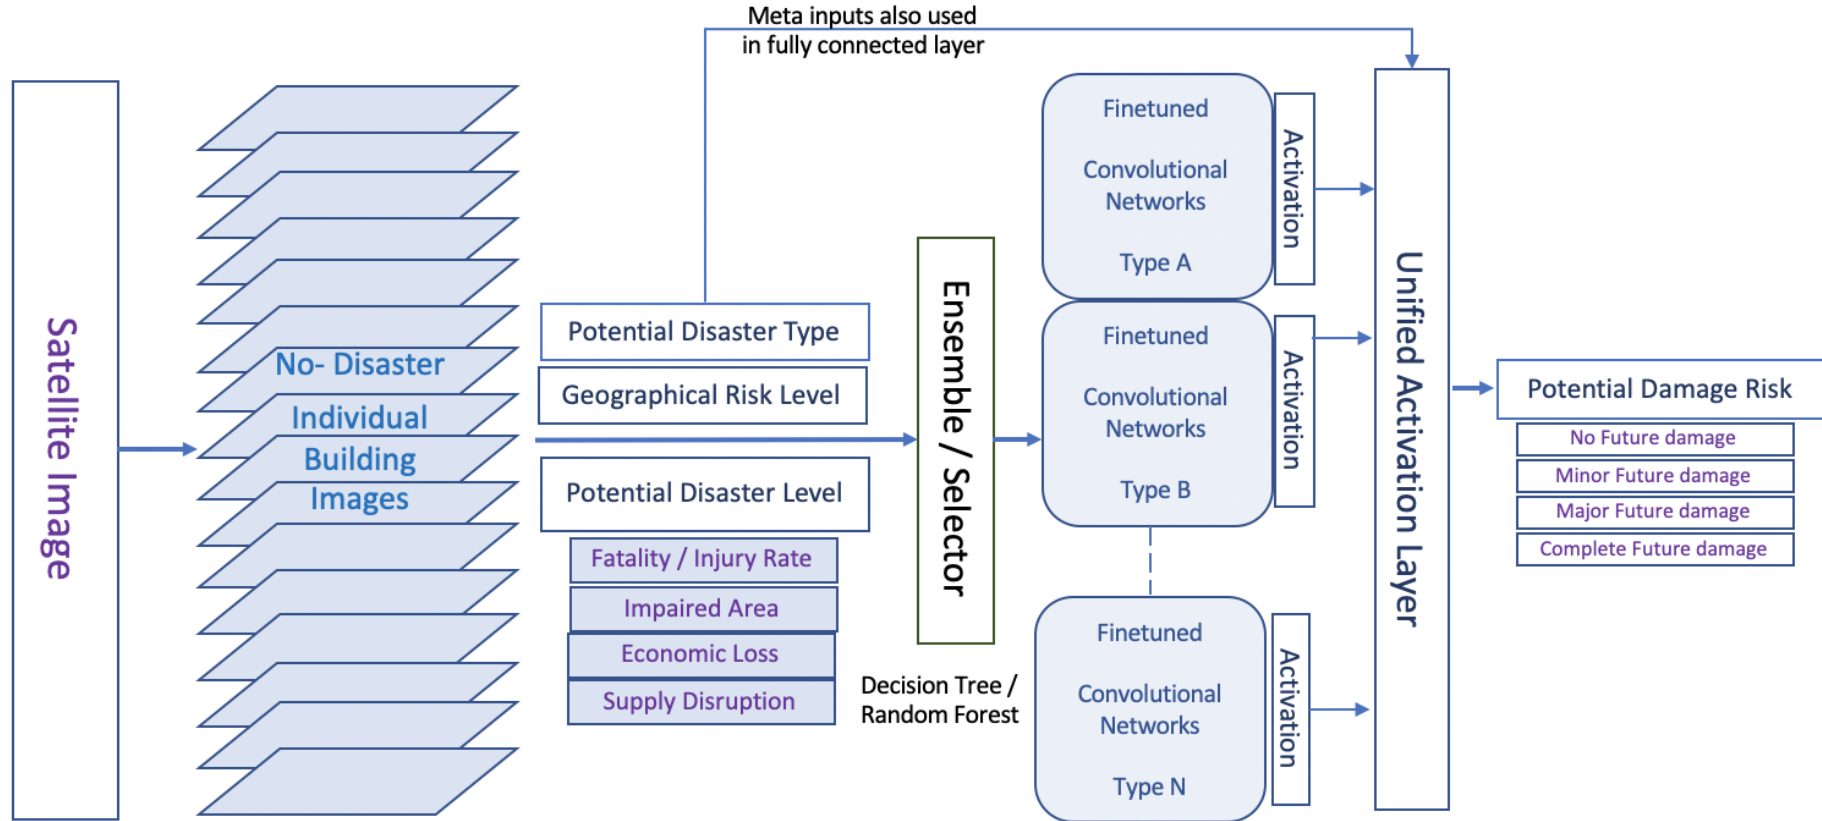 Meta inputs also used
in fully connected layer
Satellite Image
No- Disaster
Individual
Building
Images
Potential Disaster Type
Geographical Risk Level
Potential Disaster Level
Fatality / Injury Rate
Impaired Area
Economic Loss
Supply Disruption
Ensemble / Selector
Decision Tree /
Random Forest
Finetuned
Convolutional
Networks
Type A
Activation
Finetuned
Convolutional
Networks
Type B
Activation
Finetuned
Convolutional
Networks
Type N
Activation
Unified Activation Layer
Potential Damage Risk
No Future damage
Minor Future damage
Major Future damage
Complete Future damage